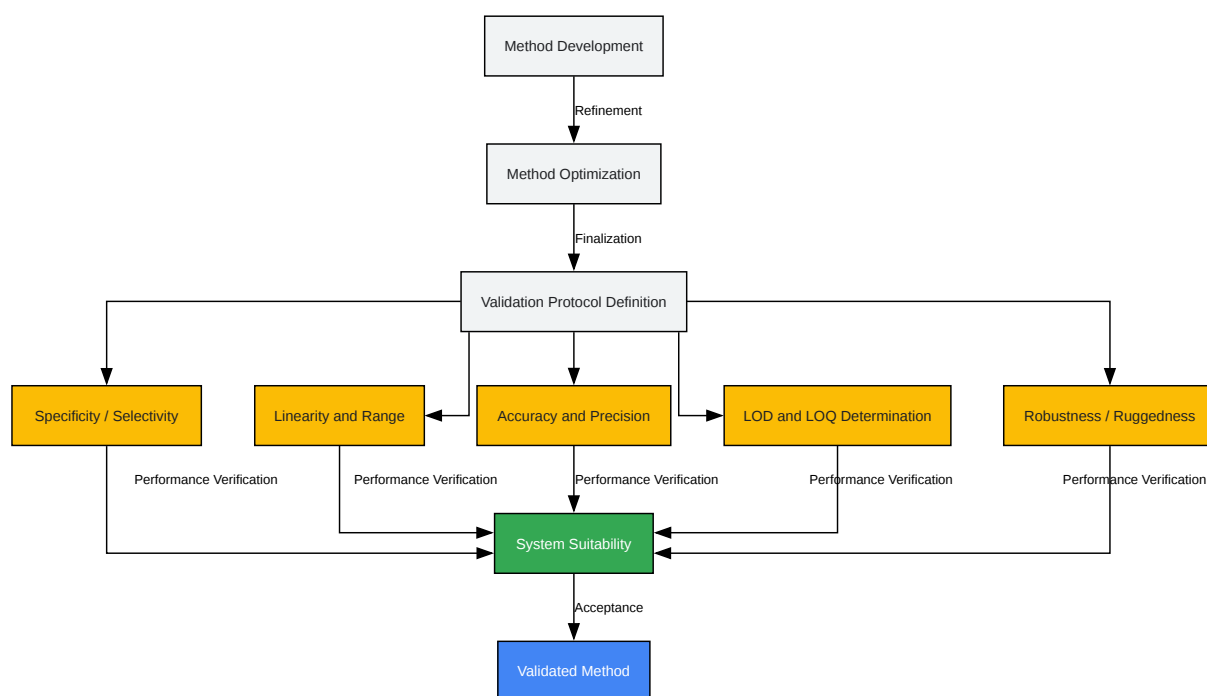 Method Development
Refinement
Method Optimization
Finalization
Validation Protocol Definition
Specificity / Selectivity
Linearity and Range
Accuracy and Precision
LOD and LOQ Determination
Robustness / Ruggedness
Performance Verification
Performance Verification
Performance Verification
Performance Verification
Performance Verification
System Suitability
Acceptance
Validated Method